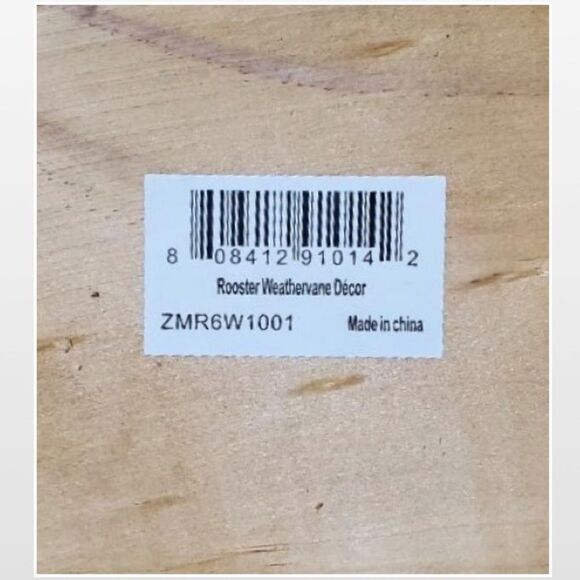 8 08412 91014 2
Rooster Weathervane Décor
ZMR6W1001 Made in china